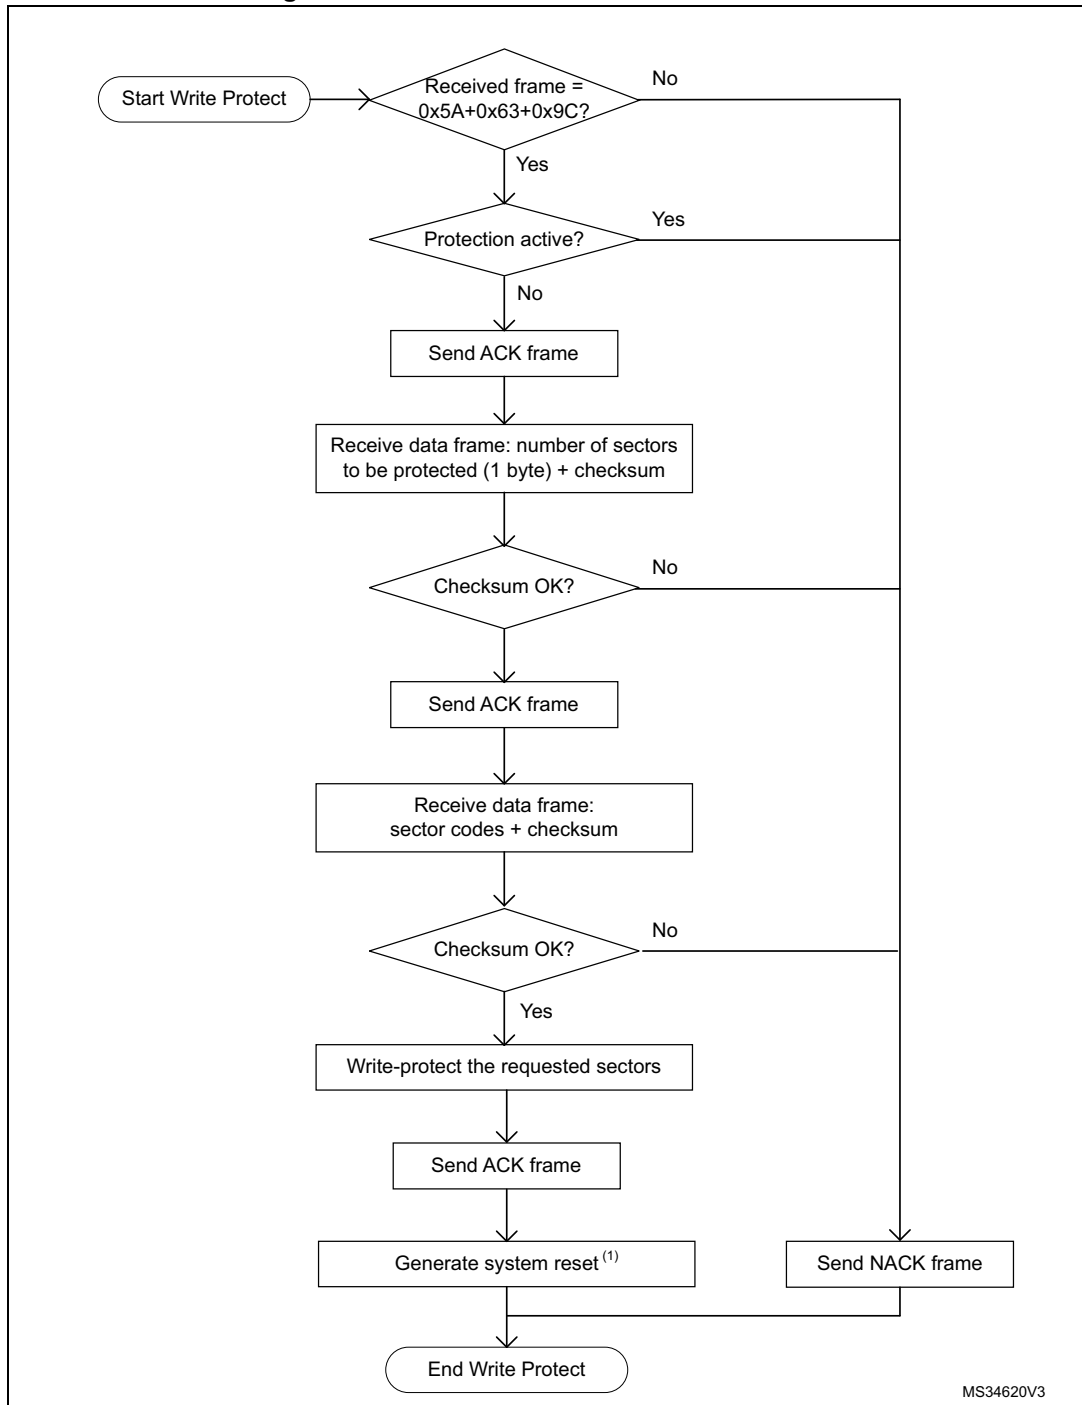 Received frame =
0x5A+0x63+0x9C?
No
Start Write Protect
Yes
Protection active?
Yes
No
Send ACK frame
Receive data frame: number of sectors
to be protected (1 byte) + checksum
Checksum OK?
No
Send ACK frame
Receive data frame:
sector codes + checksum
Checksum OK?
No
Yes
Write-protect the requested sectors
Send ACK frame
Generate system reset (1)
Send NACK frame
End Write Protect
MS34620V3